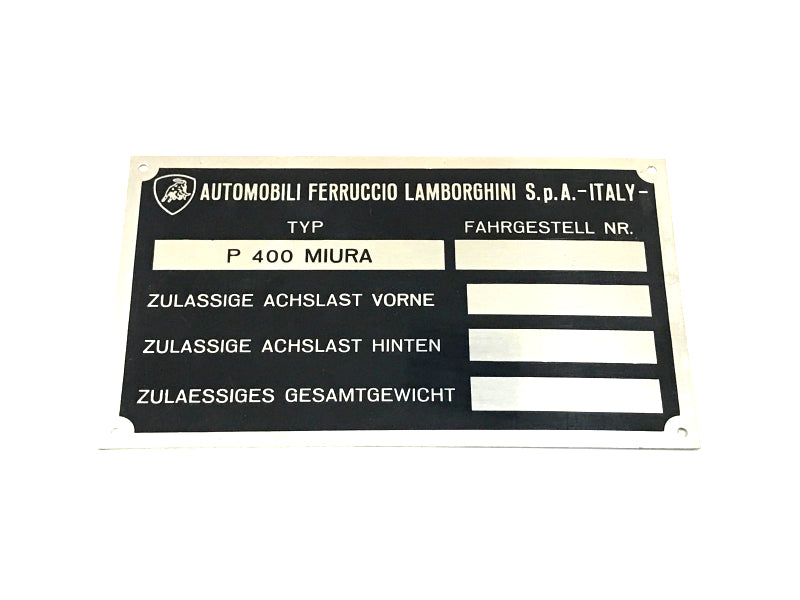 AUTOMOBILI FERRUCCIO LAMBORGHINI S.p.A.-ITALY-
TYP FAHRGESTELL NR.
P 400 MIURA
ZULASSIGE ACHSLAST VORNE
ZULASSIGE ACHSLAST HINTEN
ZULAESSIGES GESAMTGEWICHT